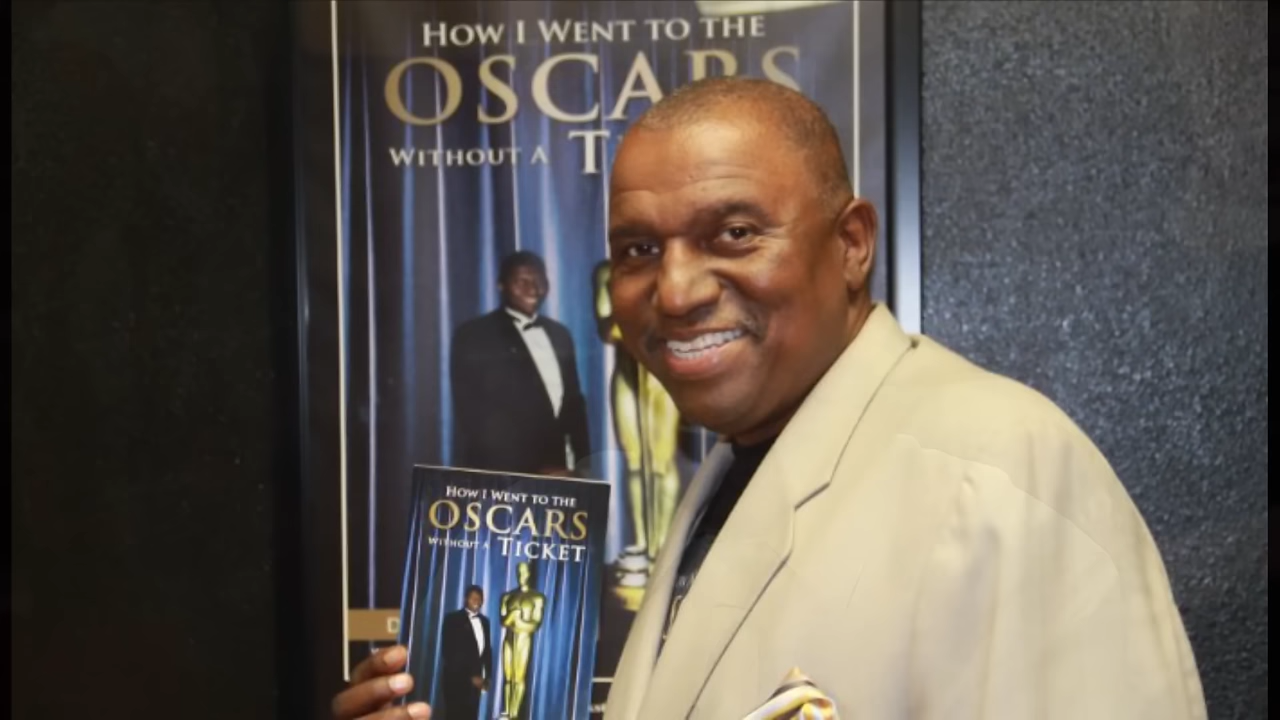 HOW I WENT TO THE
OSCARS
WITHOUT A T
HOW I WENT TO THE
OSCARS
WITHOUT A TICKET